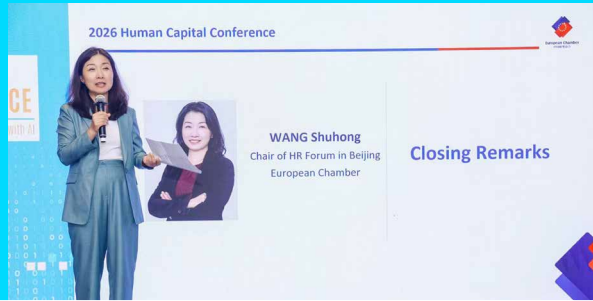 2026 Human Capital Conference
European Chamber
CE
with AI
WANG Shuhong
Chair of HR Forum in Beijing
European Chamber
Closing Remarks